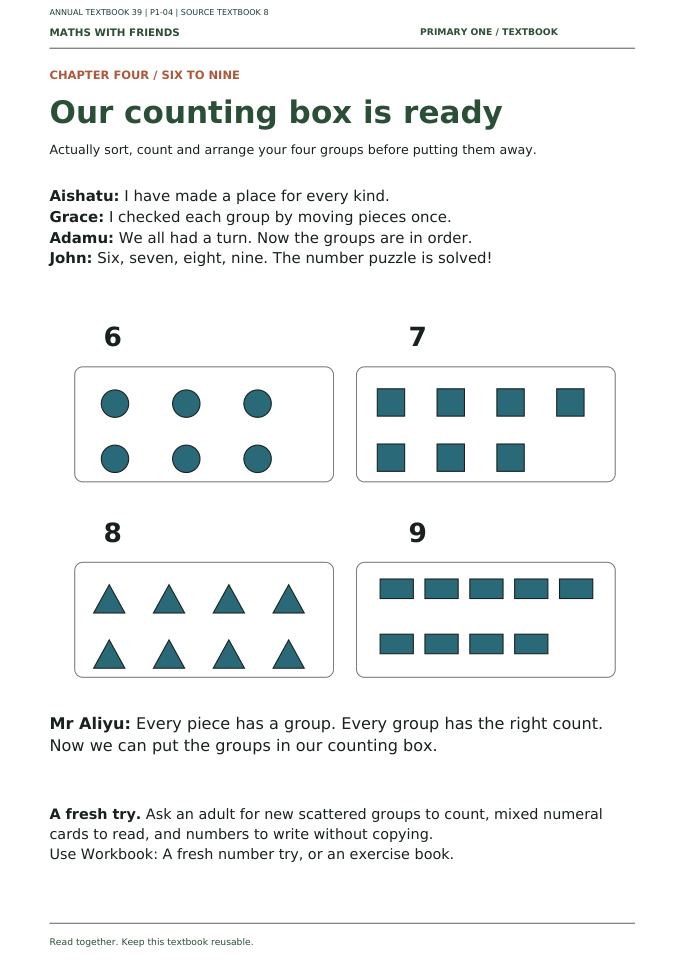 ANNUAL TEXTBOOK 39 | P1-04 | SOURCE TEXTBOOK 8
MATHS WITH FRIENDS
PRIMARY ONE / TEXTBOOK
CHAPTER FOUR / SIX TO NINE
Our counting box is ready
Actually sort, count and arrange your four groups before putting them away.
Aishatu: I have made a place for every kind.
Grace: I checked each group by moving pieces once.
Adamu: We all had a turn. Now the groups are in order.
John: Six, seven, eight, nine. The number puzzle is solved!
6
7
8
9
Mr Aliyu: Every piece has a group. Every group has the right count.
Now we can put the groups in our counting box.
A fresh try. Ask an adult for new scattered groups to count, mixed numeral
cards to read, and numbers to write without copying.
Use Workbook: A fresh number try, or an exercise book.
Read together. Keep this textbook reusable.